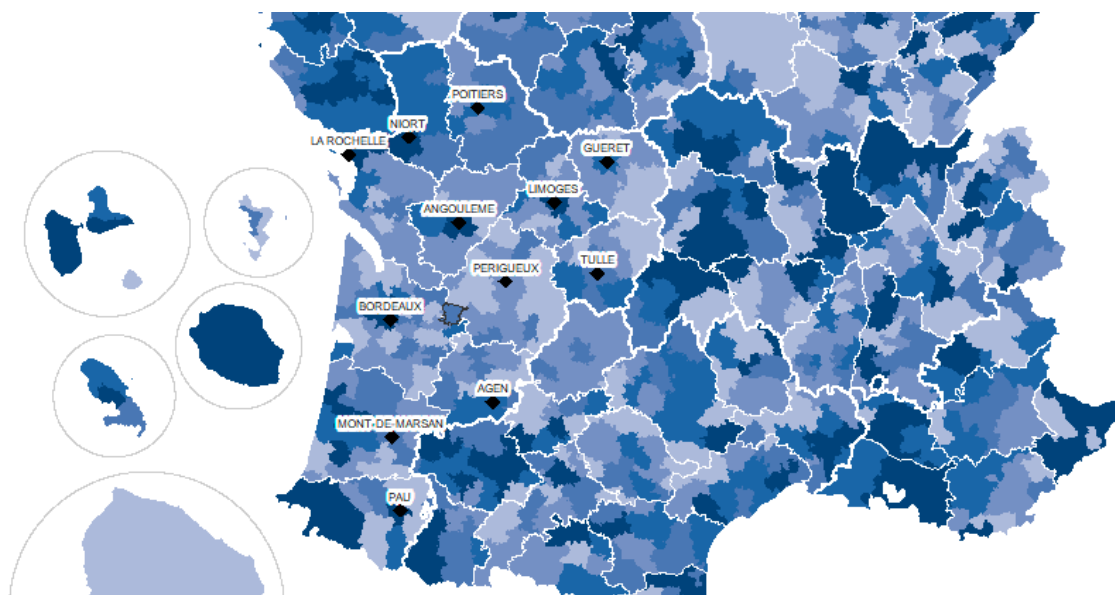 POITIERS
NIORT
LA ROCHELLE
GUERET
LIMOGES
ANGOULEME
PERIGUEUX
TULLE
BORDEAUX
AGEN
MONT-DE-MARSAN
PAU